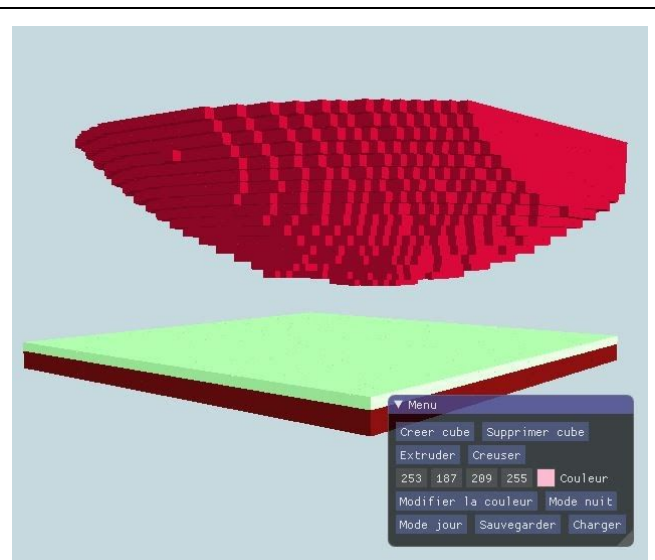 Menu
Creer cube Supprimer cube
Extruder Creuser
253 187 209 255 Couleur
Modifier la couleur Mode nuit
Mode jour Sauvegarder Charger